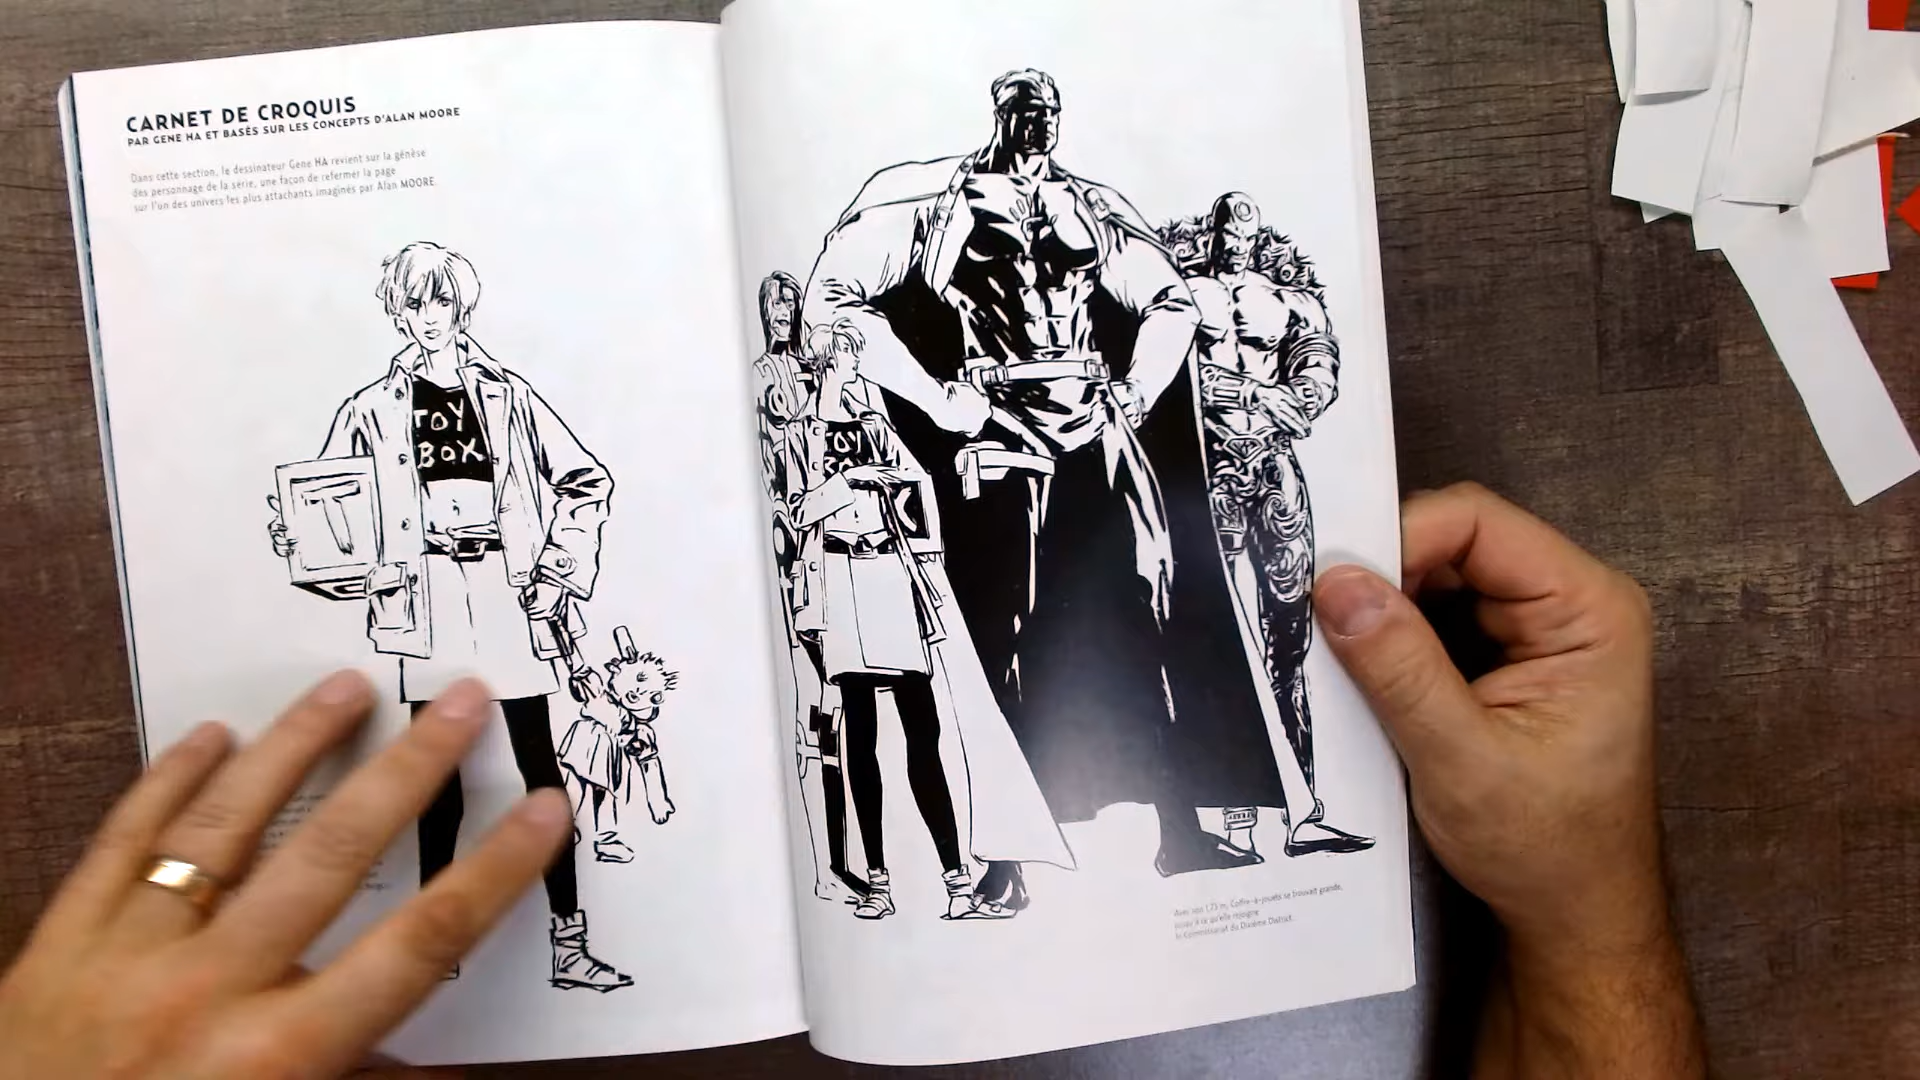 CARNET DE CROQUIS
PAR GENE HA ET BASÉS SUR LES CONCEPTS D'ALAN MOORE
Dans cette section, le dessinateur Gene HA revient sur la génèse
des personnage de la série, une façon de refermer la page
sur l'un des univers les plus attachants imaginés par Alan MOORE.
TOY
BOX
T
TOY
Avec son 1,73 m, Coffre-à-jouets se trouvait grande,
jusqu'à ce qu'elle rejoigne
le Commissariat du Dixième District.